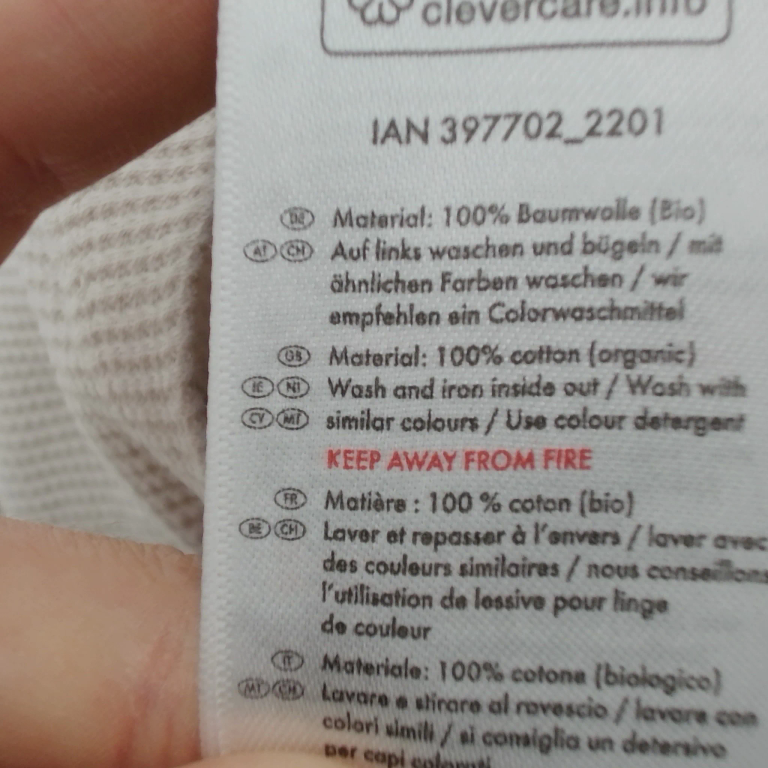 clevercare.info
IAN 397702_2201
DE Material: 100% Baumwolle (Bio)
AT CH Auf links waschen und bügeln / mit
ähnlichen Farben waschen / wir
empfehlen ein Colorwaschmittel
GB Material: 100% cotton (organic)
IE NI Wash and iron inside out / Wash with
CY MT similar colours / Use colour detergent
KEEP AWAY FROM FIRE
FR Matière : 100 % coton (bio)
BE CH Laver et repasser à l'envers / laver avec
des couleurs similaires / nous conseillons
l'utilisation de lessive pour linge
de couleur
IT Materiale: 100% cotone (biologico)
MT CH Lavare e stirare al rovescio / lavare con
colori simili / si consiglia un detersivo
per capi colorati